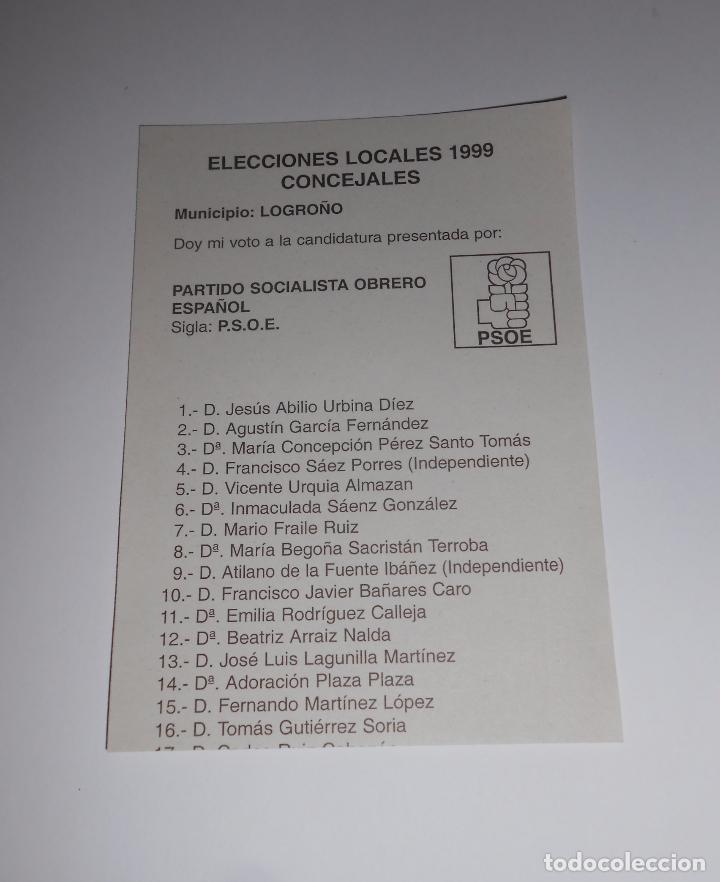 ELECCIONES LOCALES 1999
CONCEJALES
Municipio: LOGROÑO
Doy mi voto a la candidatura presentada por:
PARTIDO SOCIALISTA OBRERO
ESPAÑOL
Sigla: P.S.O.E.
PSOE
1.- D. Jesús Abilio Urbina Díez
2.- D. Agustín García Fernández
3.- Dª. María Concepción Pérez Santo Tomás
4.- D. Francisco Sáez Porres (Independiente)
5.- D. Vicente Urquia Almazan
6.- Dª. Inmaculada Sáenz González
7.- D. Mario Fraile Ruiz
8.- Dª. María Begoña Sacristán Terroba
9.- D. Atilano de la Fuente Ibáñez (Independiente)
10.- D. Francisco Javier Bañares Caro
11.- Dª. Emilia Rodríguez Calleja
12.- Dª. Beatriz Arraiz Nalda
13.- D. José Luis Lagunilla Martínez
14.- Dª. Adoración Plaza Plaza
15.- D. Fernando Martínez López
16.- D. Tomás Gutiérrez Soria
todocoleccion